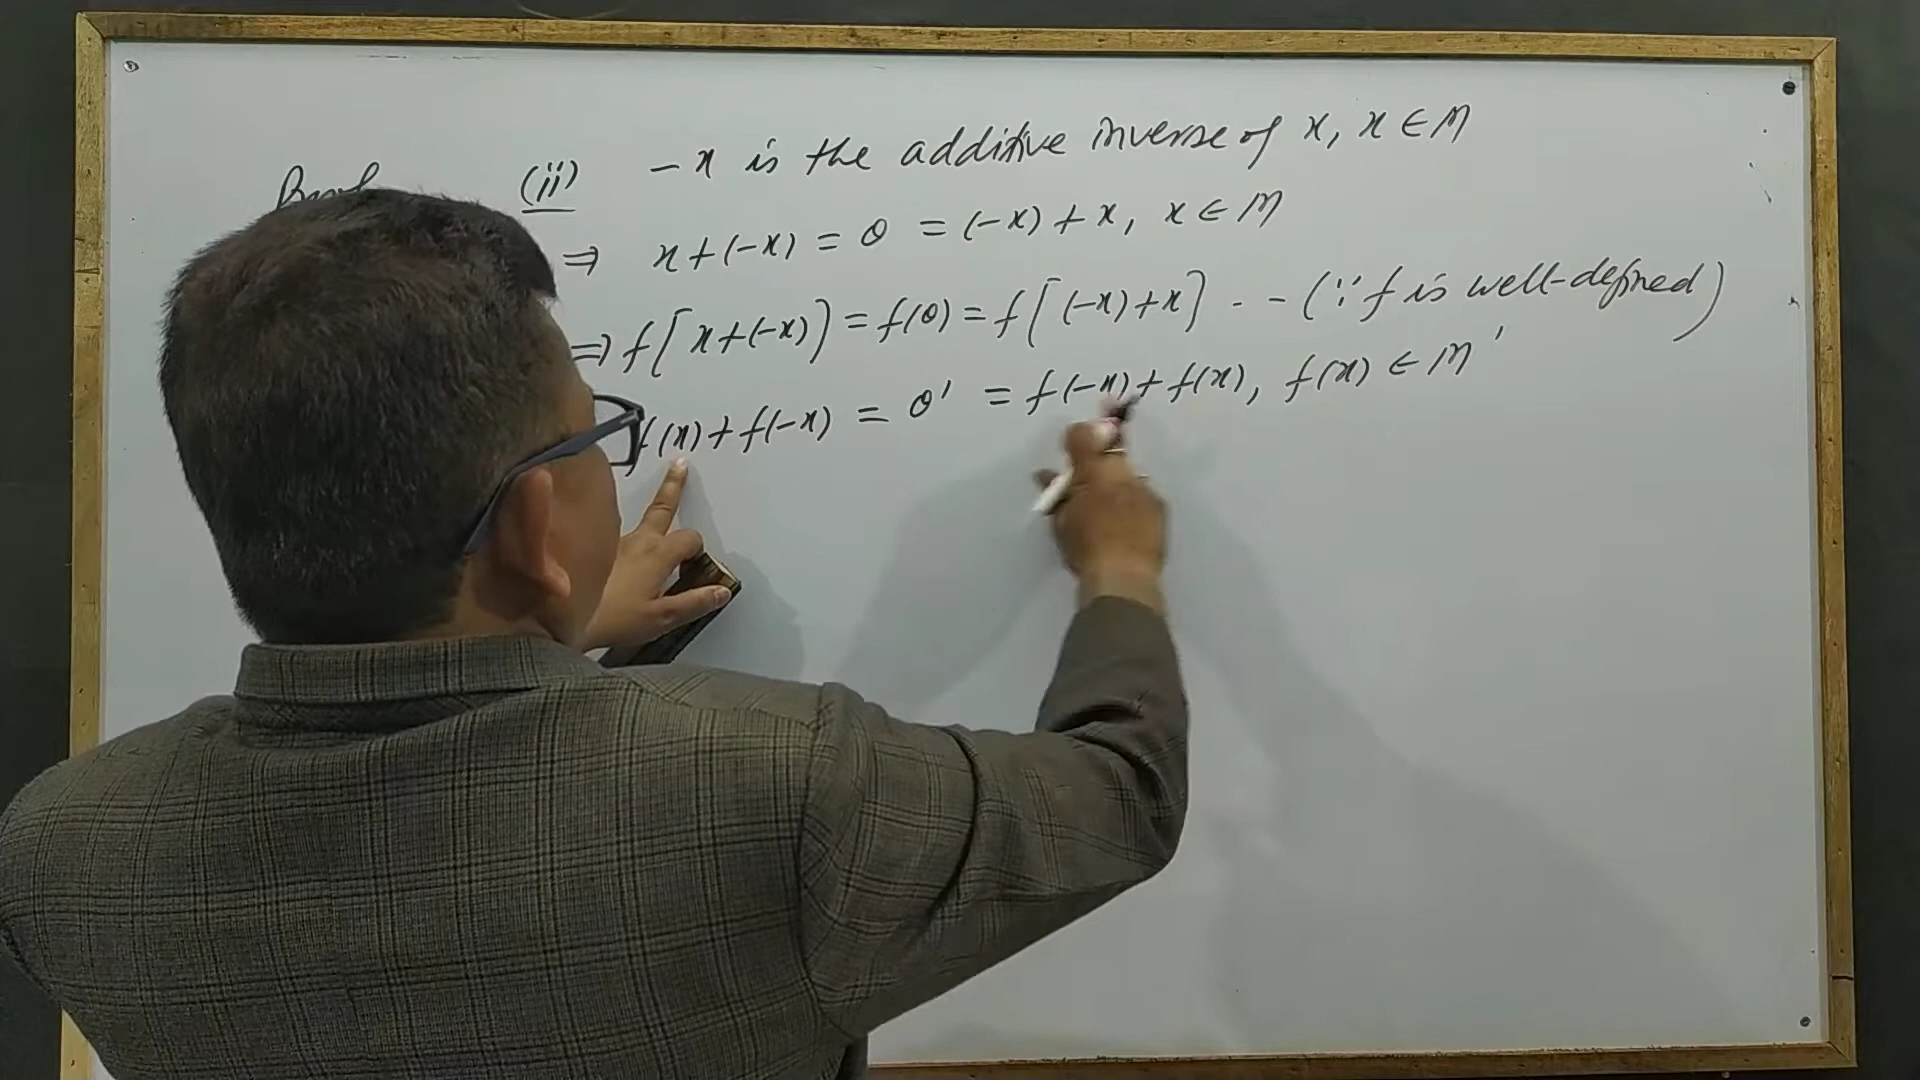 (ii) -x is the additive inverse of x, x ∈ M
⇒ x+(-x) = 0 = (-x)+x, x ∈ M
⇒ f[x+(-x)] = f(0) = f[(-x)+x] - - (∵ f is well-defined)
f(x)+f(-x) = 0' = f(-x)+f(x), f(x) ∈ M'